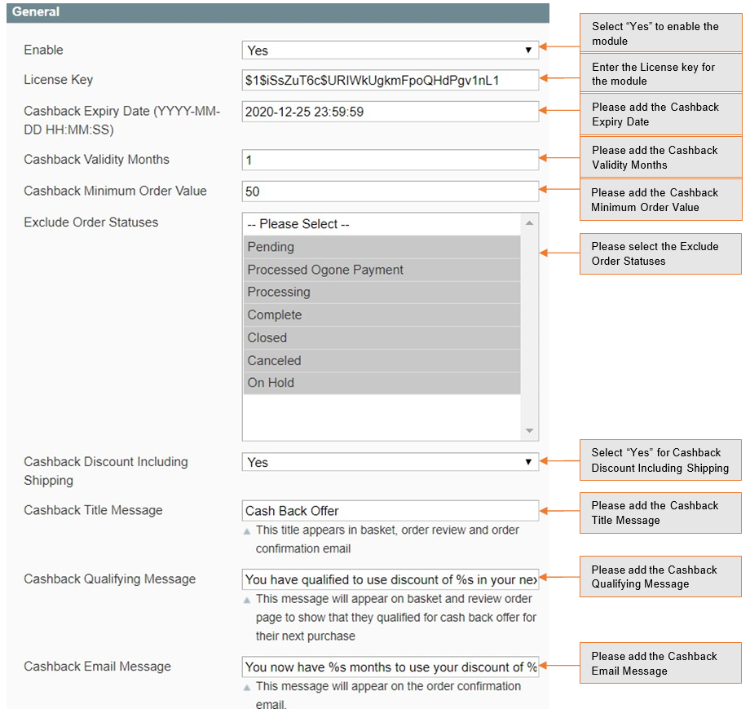 General
Enable
Yes
Select "Yes" to enable the
module
License Key
$1$iSsZuT6c$URIWkUgkmFpoQHdPgv1nL1
Enter the License key for
the module
Cashback Expiry Date (YYYY-MM-
DD HH:MM:SS)
2020-12-25 23:59:59
Please add the Cashback
Expiry Date
Cashback Validity Months
1
Please add the Cashback
Validity Months
Cashback Minimum Order Value
50
Please add the Cashback
Minimum Order Value
Exclude Order Statuses
-- Please Select --
Pending
Processed Ogone Payment
Processing
Complete
Closed
Canceled
On Hold
Please select the Exclude
Order Statuses
Cashback Discount Including
Shipping
Yes
Select "Yes" for Cashback
Discount Including Shipping
Cashback Title Message
Cash Back Offer
This title appears in basket, order review and order
confirmation email
Please add the Cashback
Title Message
Cashback Qualifying Message
You have qualified to use discount of %s in your nex
This message will appear on basket and review order
page to show that they qualified for cash back offer for
their next purchase
Please add the Cashback
Qualifying Message
Cashback Email Message
You now have %s months to use your discount of %
This message will appear on the order confirmation
email.
Please add the Cashback
Email Message